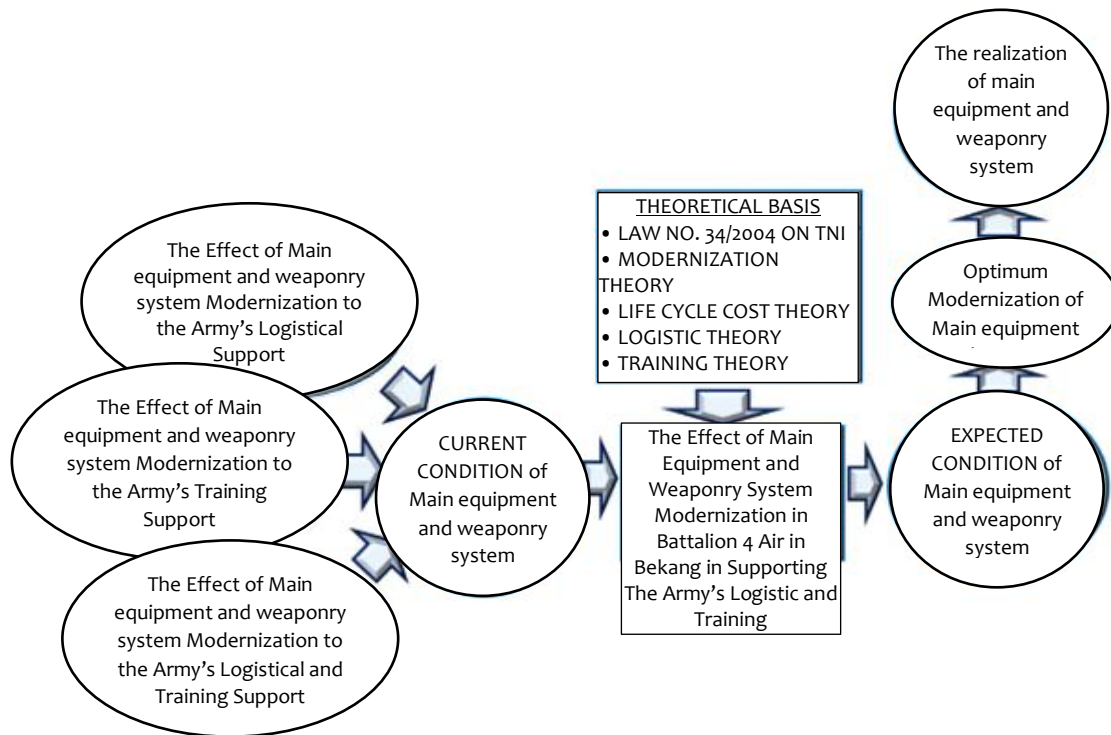 The Effect of Main
equipment and weaponry
system Modernization to
the Army’s Logistical
Support
The Effect of Main
equipment and weaponry
system Modernization to
the Army’s Training
Support
The Effect of Main
equipment and weaponry
system Modernization to
the Army’s Logistical and
Training Support
CURRENT
CONDITION of
Main equipment
and weaponry
system
THEORETICAL BASIS
• LAW NO. 34/2004 ON TNI
• MODERNIZATION
THEORY
• LIFE CYCLE COST THEORY
• LOGISTIC THEORY
• TRAINING THEORY
The Effect of Main
Equipment and
Weaponry System
Modernization in
Battalion 4 Air in
Bekang in Supporting
The Army’s Logistic and
Training
EXPECTED
CONDITION of
Main equipment
and weaponry
system
Optimum
Modernization of
Main equipment
The realization
of main
equipment and
weaponry
system